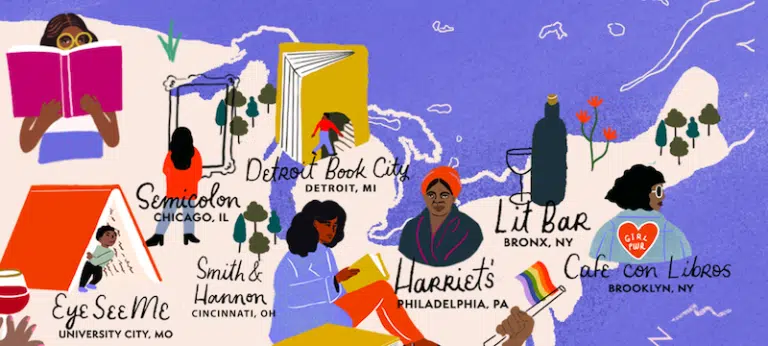 Semicolon
CHICAGO, IL
Detroit Book City
DETROIT, MI
Lit Bar
BRONX, NY
GIRL
PWR
Eye See Me
UNIVERSITY CITY, MO
Smith &
Hannon
CINCINNATI, OH
Harriet's
PHILADELPHIA, PA
Cafe con Libros
BROOKLYN, NY